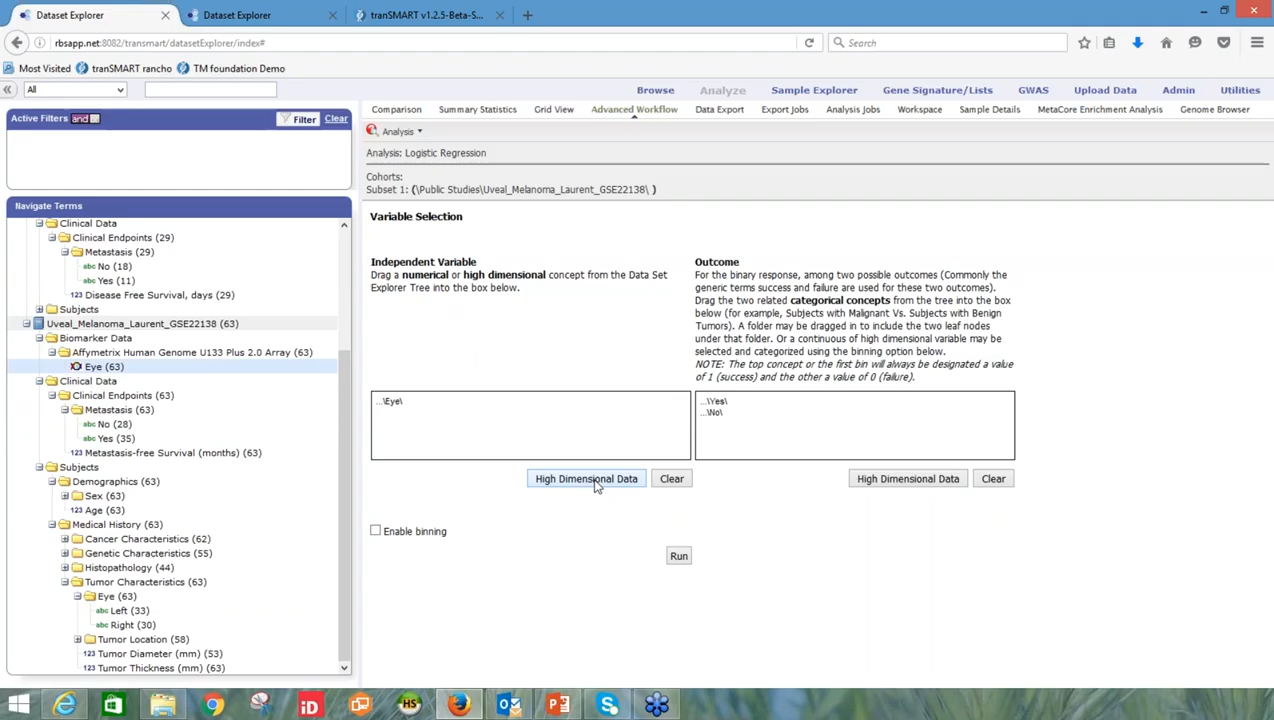 Dataset Explorer
Dataset Explorer
tranSMART v1.2.5-Beta-S...
rbsapp.net:8082/transmart/datasetExplorer/index#
Search
Most Visited tranSMART rancho TM foundation Demo
All
Browse Analyze Sample Explorer Gene Signature/Lists GWAS Upload Data Admin Utilities
Active Filters and
Filter Clear
Comparison Summary Statistics Grid View Advanced Workflow Data Export Export Jobs Analysis Jobs Workspace Sample Details MetaCore Enrichment Analysis Genome Browser
Analysis
Analysis: Logistic Regression
Cohorts:
Subset 1: (\Public Studies\Uveal_Melanoma_Laurent_GSE22138\ )
Navigate Terms
Clinical Data
Clinical Endpoints (29)
Metastasis (29)
abc No (18)
abc Yes (11)
123 Disease Free Survival, days (29)
Subjects
Uveal_Melanoma_Laurent_GSE22138 (63)
Biomarker Data
Affymetrix Human Genome U133 Plus 2.0 Array (63)
Eye (63)
Clinical Data
Clinical Endpoints (63)
Metastasis (63)
abc No (28)
abc Yes (35)
123 Metastasis-free Survival (months) (63)
Subjects
Demographics (63)
Sex (63)
123 Age (63)
Medical History (63)
Cancer Characteristics (62)
Genetic Characteristics (55)
Histopathology (44)
Tumor Characteristics (63)
Eye (63)
abc Left (33)
abc Right (30)
Tumor Location (58)
123 Tumor Diameter (mm) (53)
123 Tumor Thickness (mm) (63)
Variable Selection
Independent Variable
Drag a numerical or high dimensional concept from the Data Set
Explorer Tree into the box below.
...\Eye\
High Dimensional Data Clear
Outcome
For the binary response, among two possible outcomes (Commonly the
generic terms success and failure are used for these two outcomes).
Drag the two related categorical concepts from the tree into the box
below (for example, Subjects with Malignant Vs. Subjects with Benign
Tumors). A folder may be dragged in to include the two leaf nodes
under that folder. Or a continuous of high dimensional variable may be
selected and categorized using the binning option below.
NOTE: The top concept or the first bin will always be designated a value
of 1 (success) and the other a value of 0 (failure).
...\Yes\
...\No\
High Dimensional Data Clear
Enable binning
Run
iD
HS